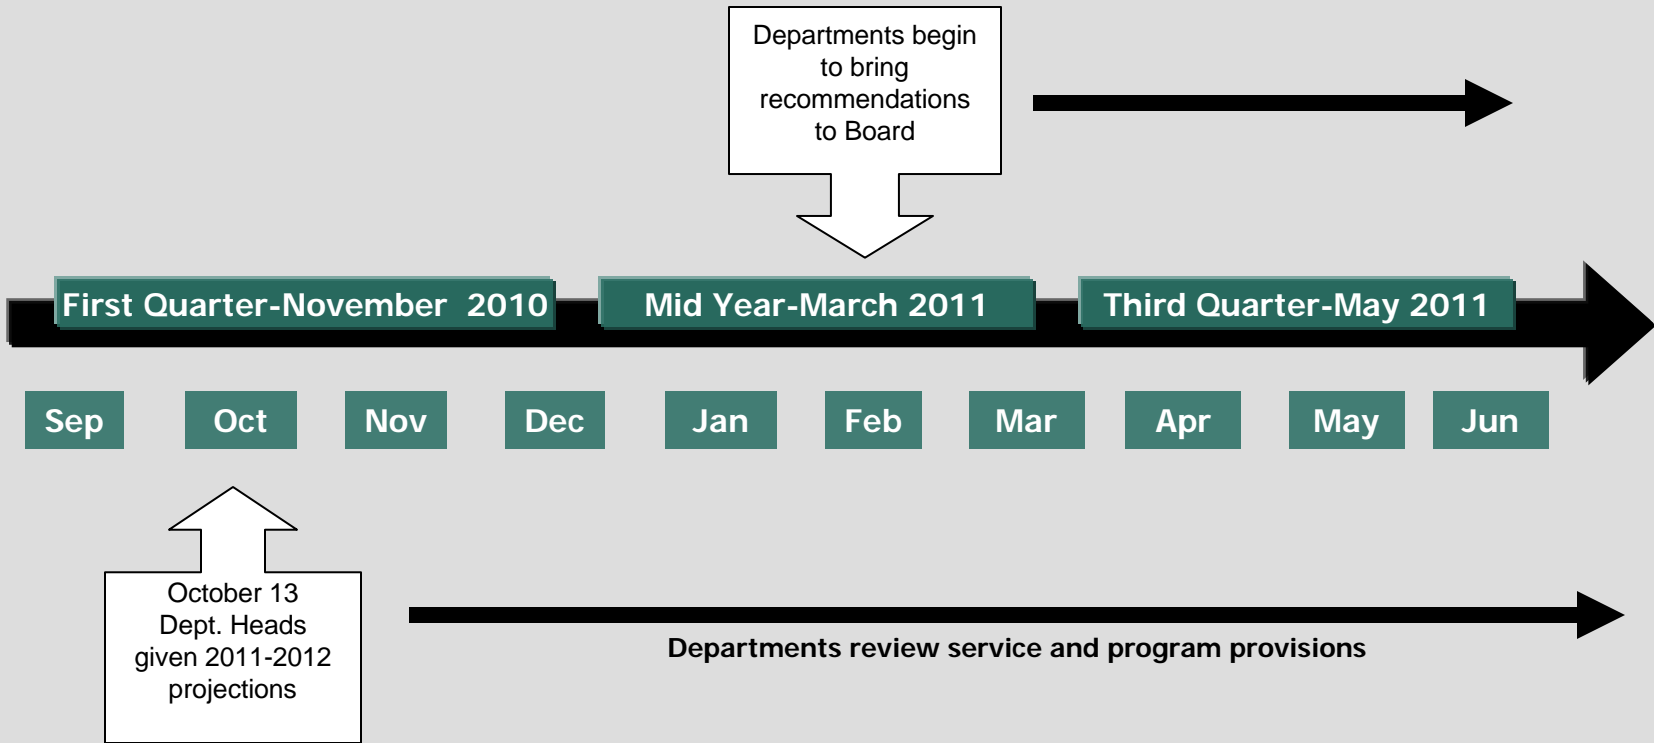 Departments begin
to bring
recommendations
to Board
First Quarter-November 2010
Mid Year-March 2011
Third Quarter-May 2011
Sep
Oct
Nov
Dec
Jan
Feb
Mar
Apr
May
Jun
October 13
Dept. Heads
given 2011-2012
projections
Departments review service and program provisions